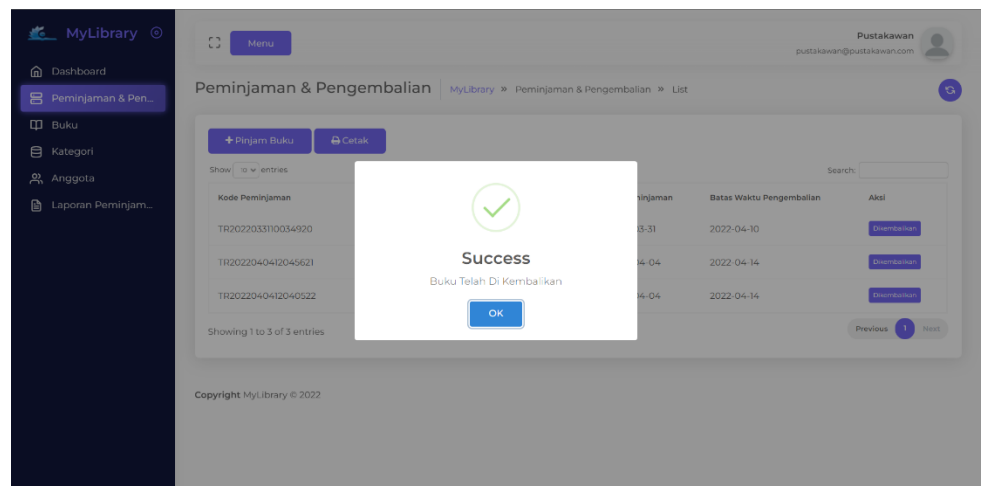 MyLibrary
Dashboard
Peminjaman & Pen...
Buku
Kategori
Anggota
Laporan Peminjam...
Menu
Pustakawan
pustakawan@pustakawan.com
Peminjaman & Pengembalian
MyLibrary » Peminjaman & Pengembalian » List
+ Pinjam Buku
Cetak
Show 10 entries
Search:
Kode Peminjaman
Batas Waktu Pengembalian
Aksi
TR2022033110034920
03-31
2022-04-10
Dikembalikan
TR2022040412045621
04-04
2022-04-14
Dikembalikan
TR2022040412040522
04-04
2022-04-14
Dikembalikan
Showing 1 to 3 of 3 entries
Previous 1 Next
Success
Buku Telah Di Kembalikan
OK
Copyright MyLibrary © 2022